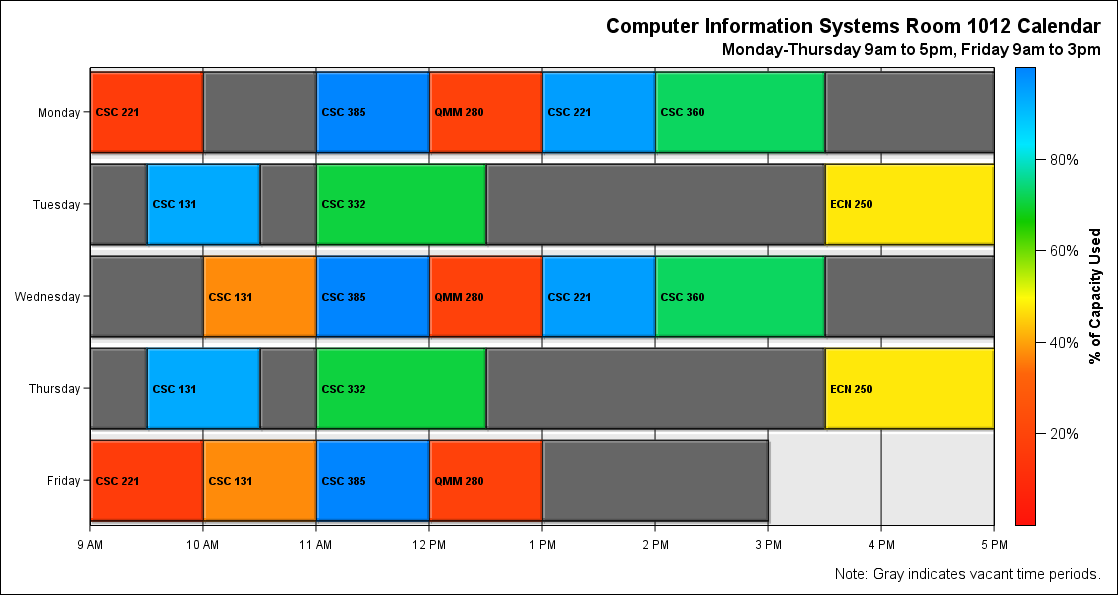 Computer Information Systems Room 1012 Calendar
Monday-Thursday 9am to 5pm, Friday 9am to 3pm
Monday
CSC 221
CSC 385
QMM 280
CSC 221
CSC 360
Tuesday
CSC 131
CSC 332
ECN 250
Wednesday
CSC 131
CSC 385
QMM 280
CSC 221
CSC 360
Thursday
CSC 131
CSC 332
ECN 250
Friday
CSC 221
CSC 131
CSC 385
QMM 280
9 AM
10 AM
11 AM
12 PM
1 PM
2 PM
3 PM
4 PM
5 PM
80%
60%
40%
20%
% of Capacity Used
Note: Gray indicates vacant time periods.